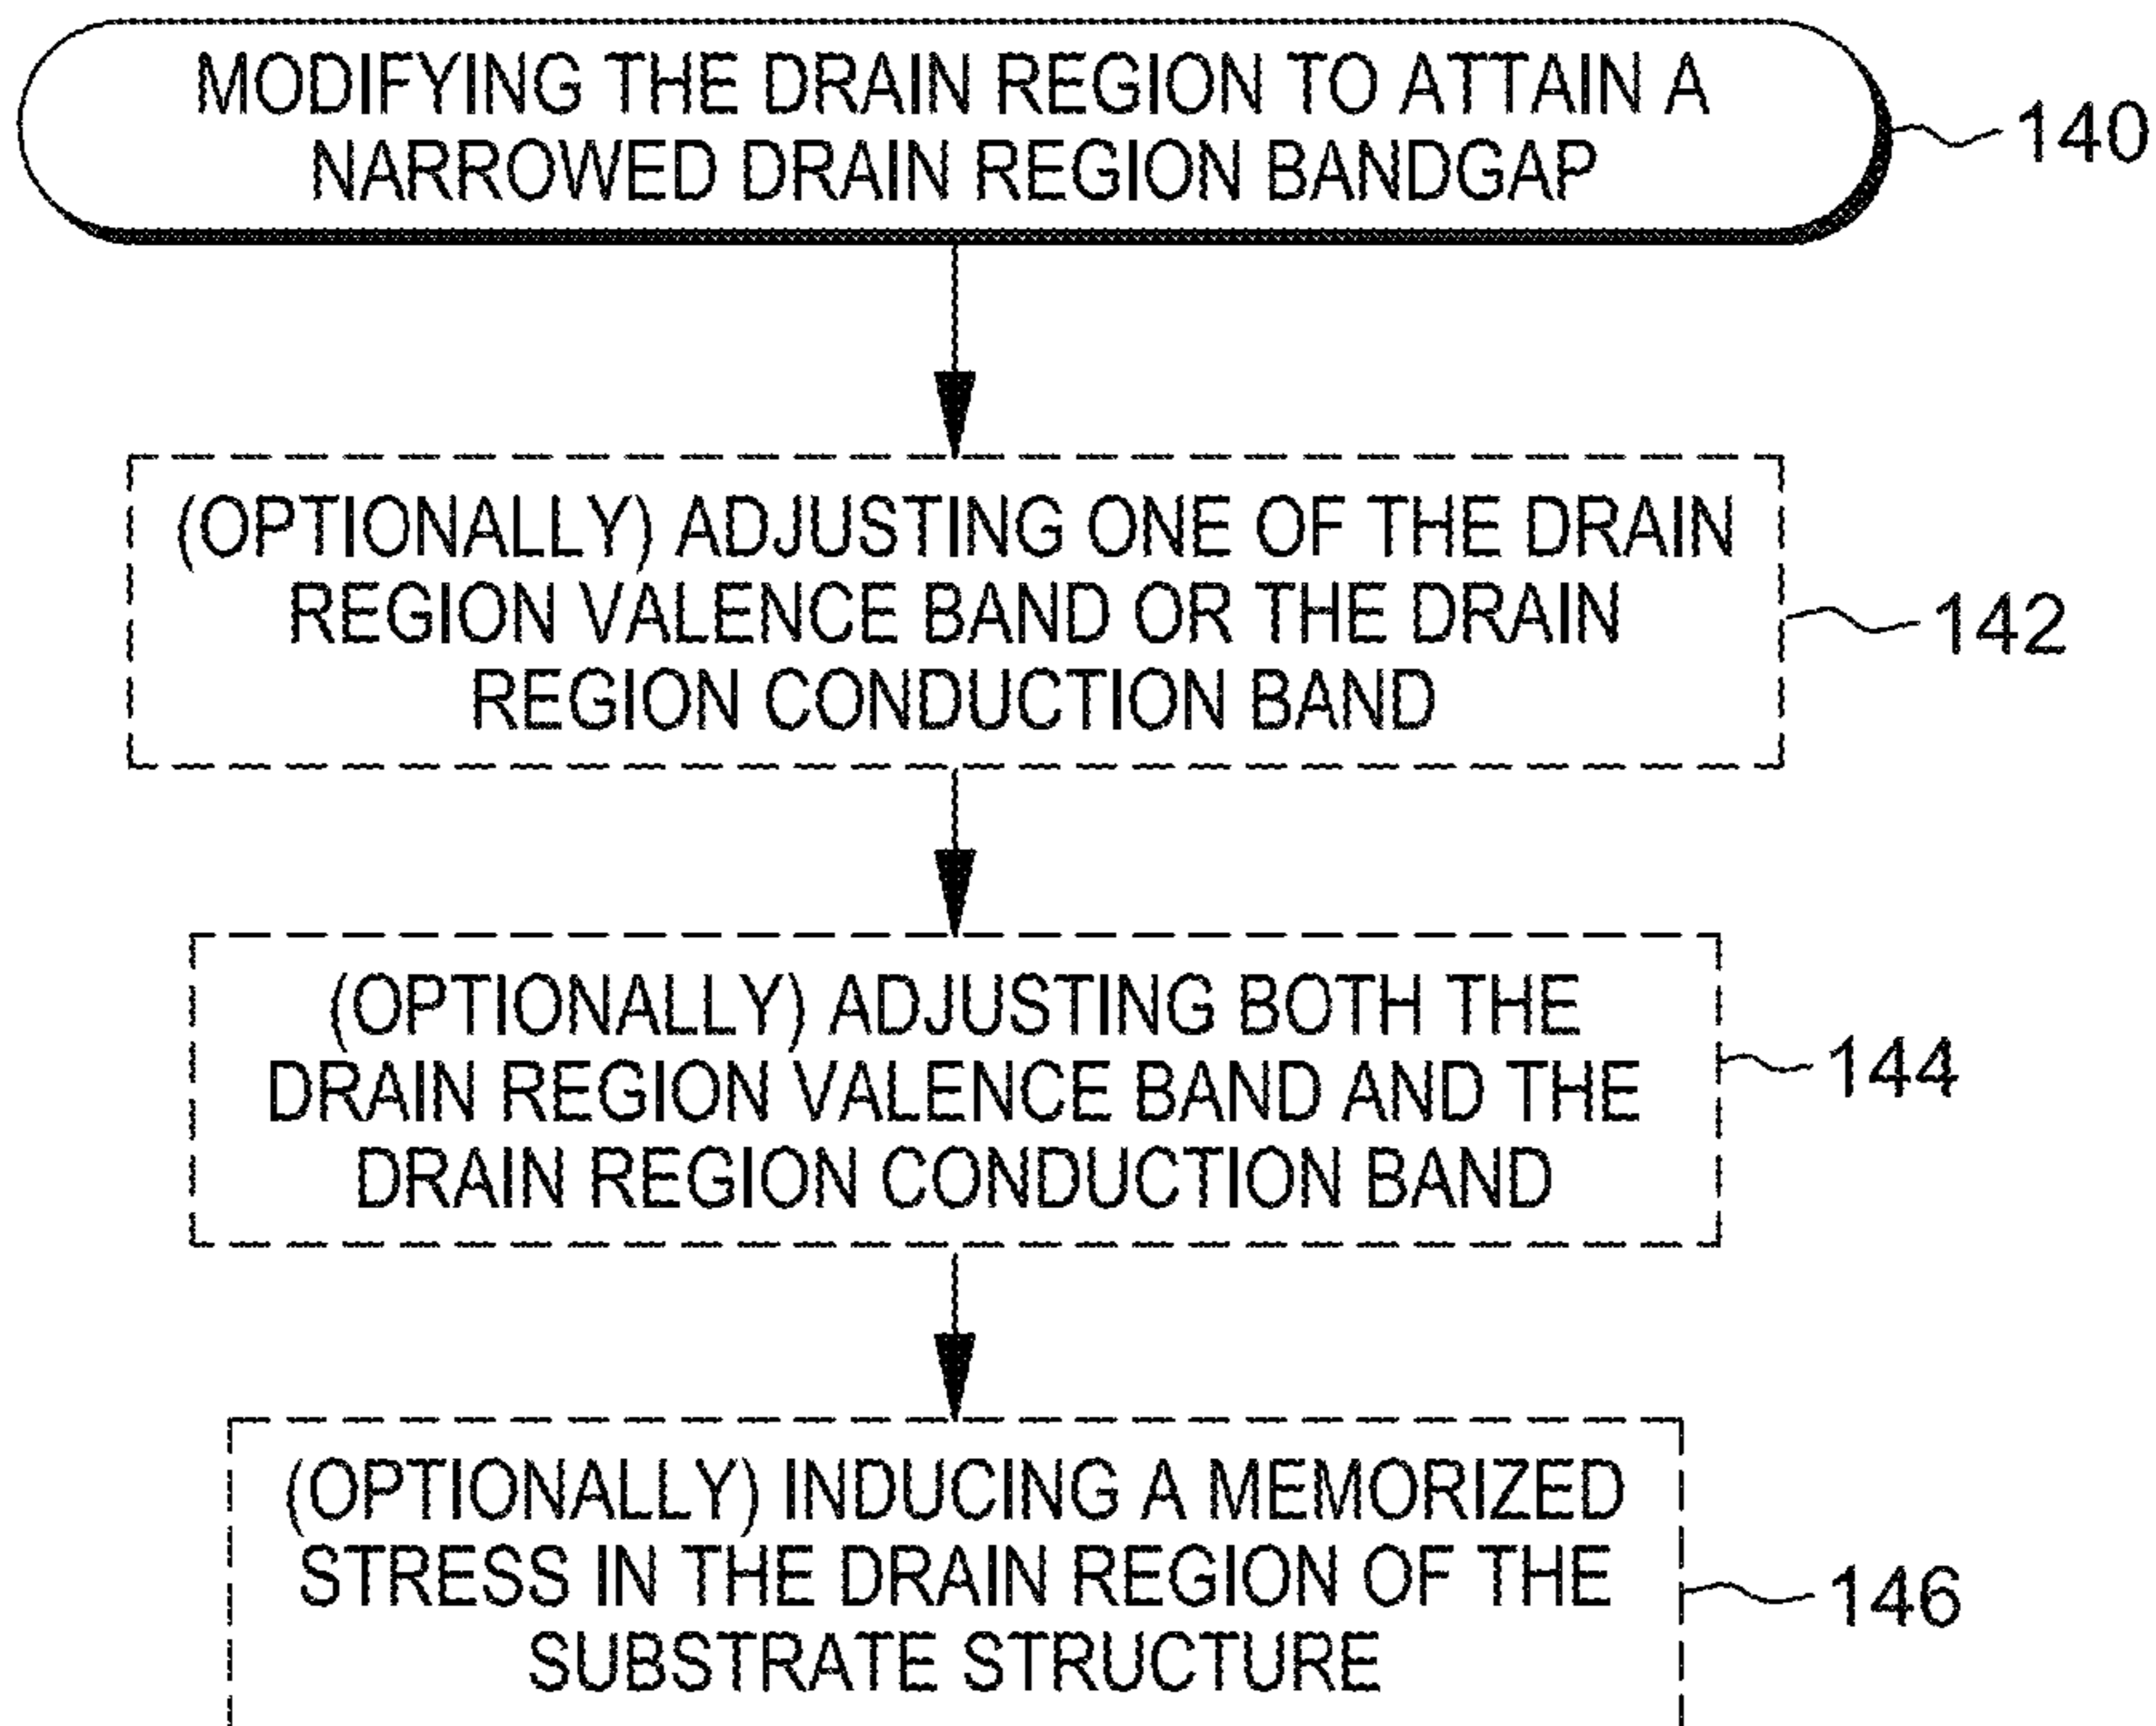 MODIFYING THE DRAIN REGION TO ATTAIN A
NARROWED DRAIN REGION BANDGAP
140
(OPTIONALLY) ADJUSTING ONE OF THE DRAIN
REGION VALENCE BAND OR THE DRAIN
REGION CONDUCTION BAND
142
(OPTIONALLY) ADJUSTING BOTH THE
DRAIN REGION VALENCE BAND AND THE
DRAIN REGION CONDUCTION BAND
144
(OPTIONALLY) INDUCING A MEMORIZED
STRESS IN THE DRAIN REGION OF THE
SUBSTRATE STRUCTURE
146